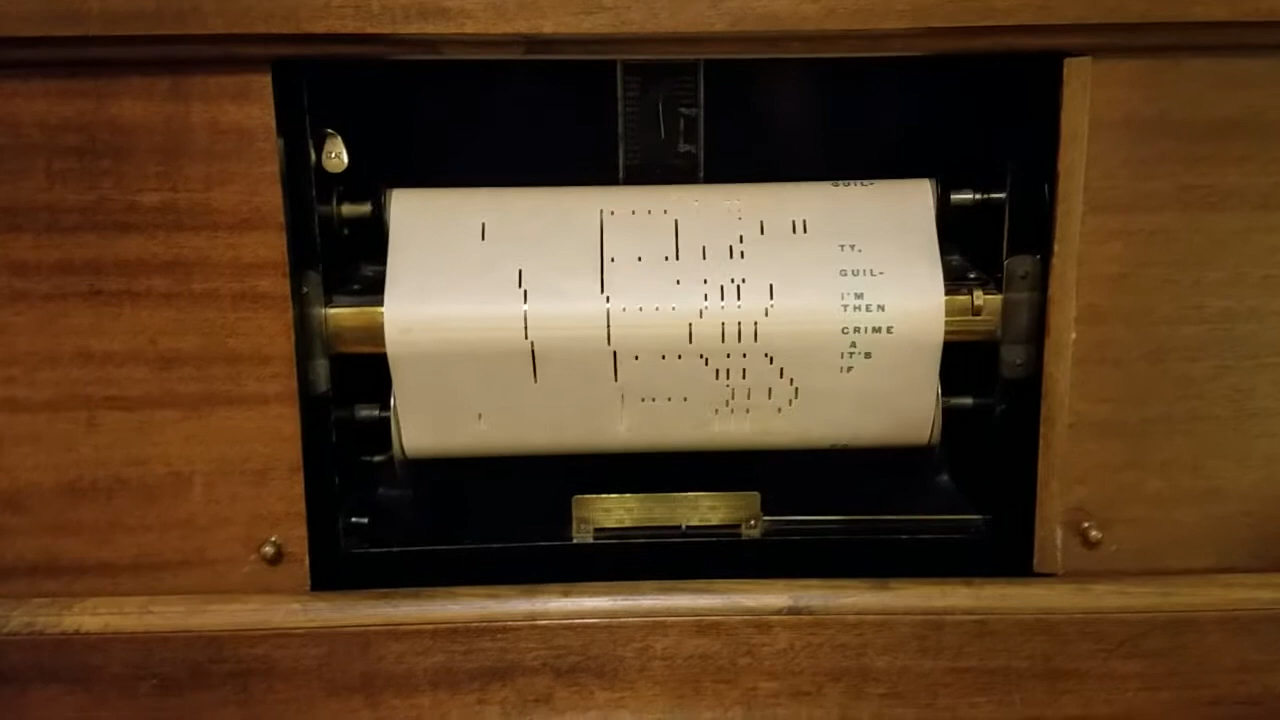 GUIL-
TY.
GUIL-
I'M
THEN
CRIME
A
IT'S
IF